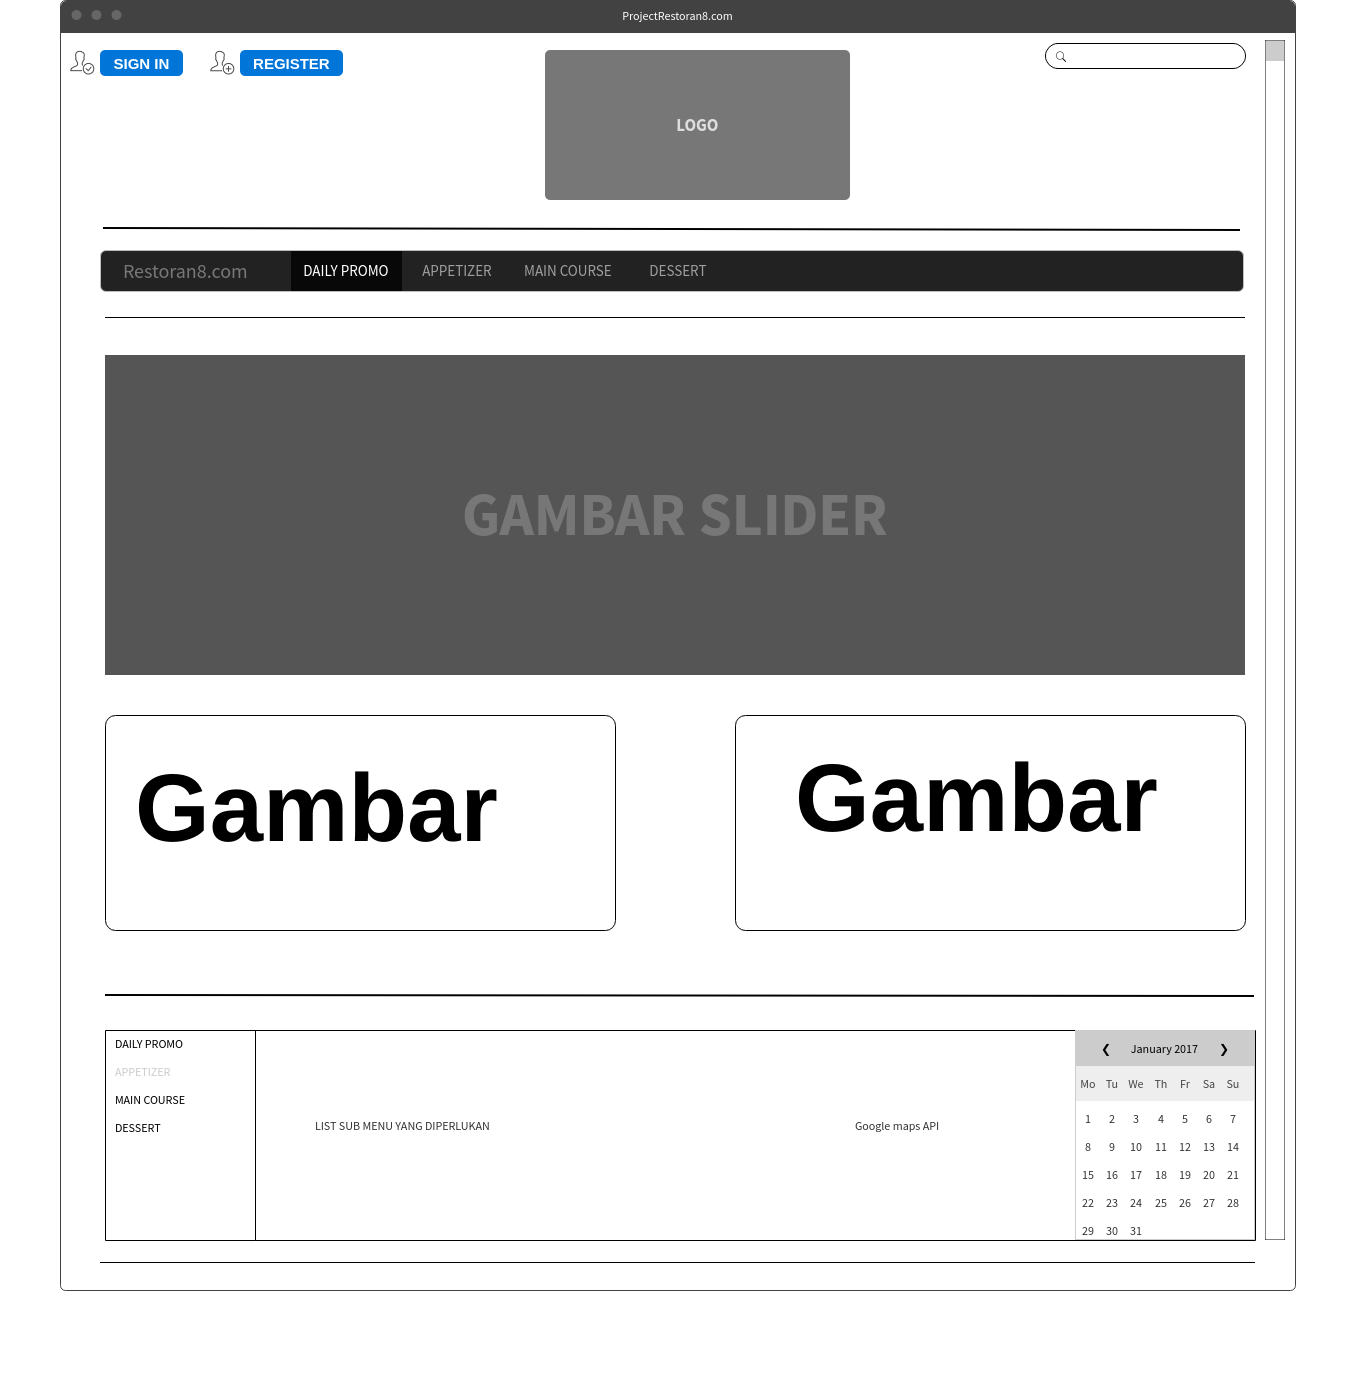 ProjectRestoran8.com
SIGN IN
REGISTER
LOGO
Restoran8.com DAILY PROMO APPETIZER MAIN COURSE DESSERT
GAMBAR SLIDER
Gambar
Gambar
DAILY PROMO
APPETIZER
MAIN COURSE
DESSERT
LIST SUB MENU YANG DIPERLUKAN
Google maps API
❮ January 2017 ❯
Mo Tu We Th Fr Sa Su
1 2 3 4 5 6 7
8 9 10 11 12 13 14
15 16 17 18 19 20 21
22 23 24 25 26 27 28
29 30 31